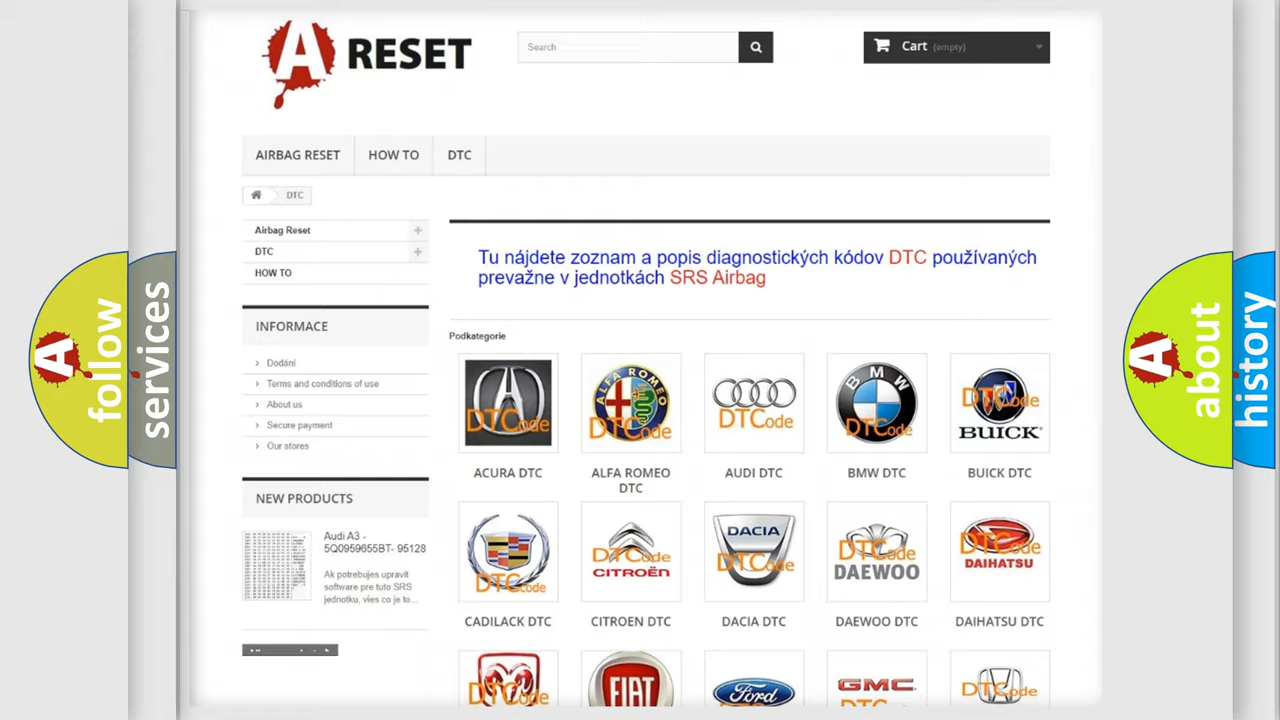 A RESET
Search
Cart (empty)
AIRBAG RESET
HOW TO
DTC
DTC
Airbag Reset
DTC
HOW TO
INFORMACE
Dodání
Terms and conditions of use
About us
Secure payment
Our stores
NEW PRODUCTS
Audi A3 -
5Q0959655BT- 95128
Ak potrebujes upravit
software pre tuto SRS
jednotku, vies co je to...
Tu nájdete zoznam a popis diagnostických kódov DTC používaných
prevažne v jednotkách SRS Airbag
Podkategorie
DTCode
ALFA ROMEO
DTCode
DTCode
BMW
DTCode
DTCode
BUICK
ACURA DTC
ALFA ROMEO
DTC
AUDI DTC
BMW DTC
BUICK DTC
DTCode
DTCode
CITROËN
DACIA
DTCode
DTCode
DAEWOO
DTCode
DAIHATSU
CADILACK DTC
CITROEN DTC
DACIA DTC
DAEWOO DTC
DAIHATSU DTC
DTCode
FIAT
Ford
GMC
DTCode
A
follow
services
A
about
history